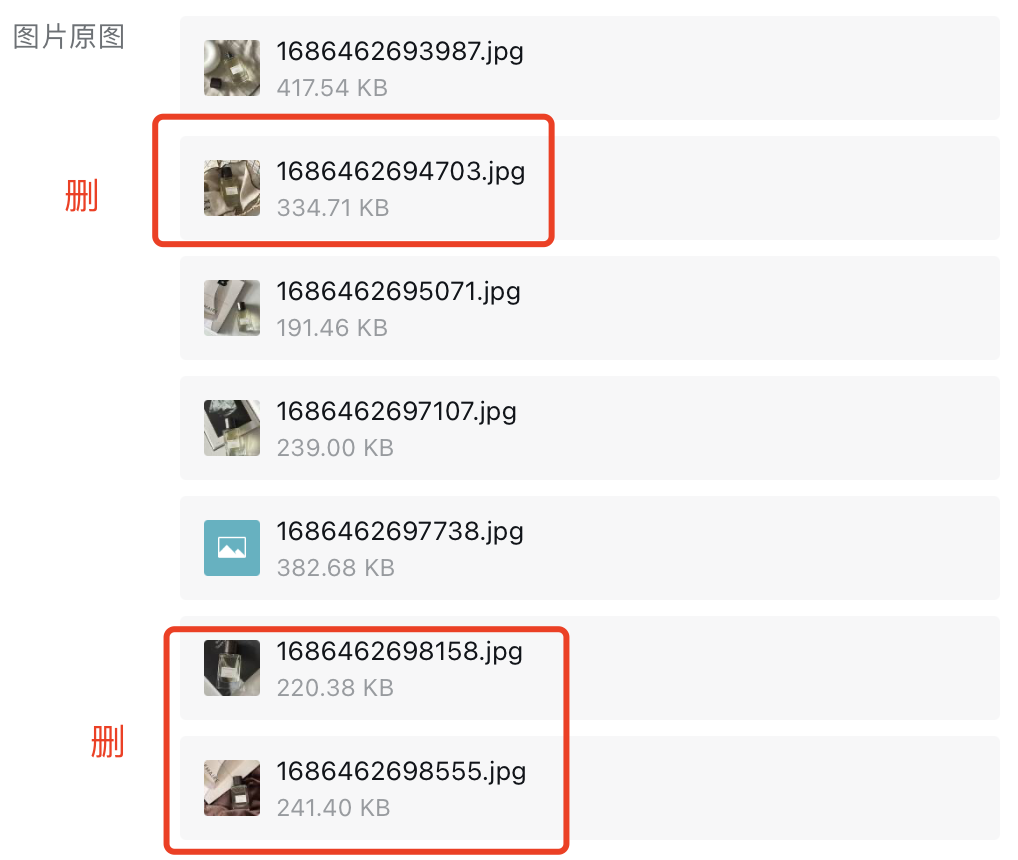 图片原图
1686462693987.jpg
417.54 KB
删
1686462694703.jpg
334.71 KB
1686462695071.jpg
191.46 KB
1686462697107.jpg
239.00 KB
1686462697738.jpg
382.68 KB
1686462698158.jpg
220.38 KB
删
1686462698555.jpg
241.40 KB